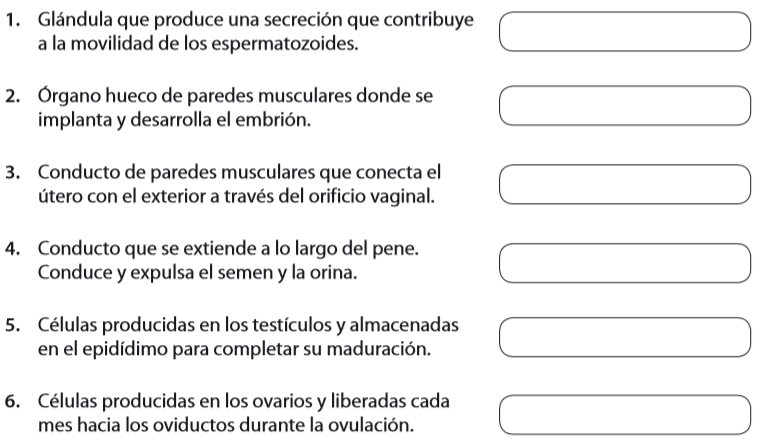 1. Glándula que produce una secreción que contribuye
a la movilidad de los espermatozoides.
2. Órgano hueco de paredes musculares donde se
implanta y desarrolla el embrión.
3. Conducto de paredes musculares que conecta el
útero con el exterior a través del orificio vaginal.
4. Conducto que se extiende a lo largo del pene.
Conduce y expulsa el semen y la orina.
5. Células producidas en los testículos y almacenadas
en el epidídimo para completar su maduración.
6. Células producidas en los ovarios y liberadas cada
mes hacia los oviductos durante la ovulación.